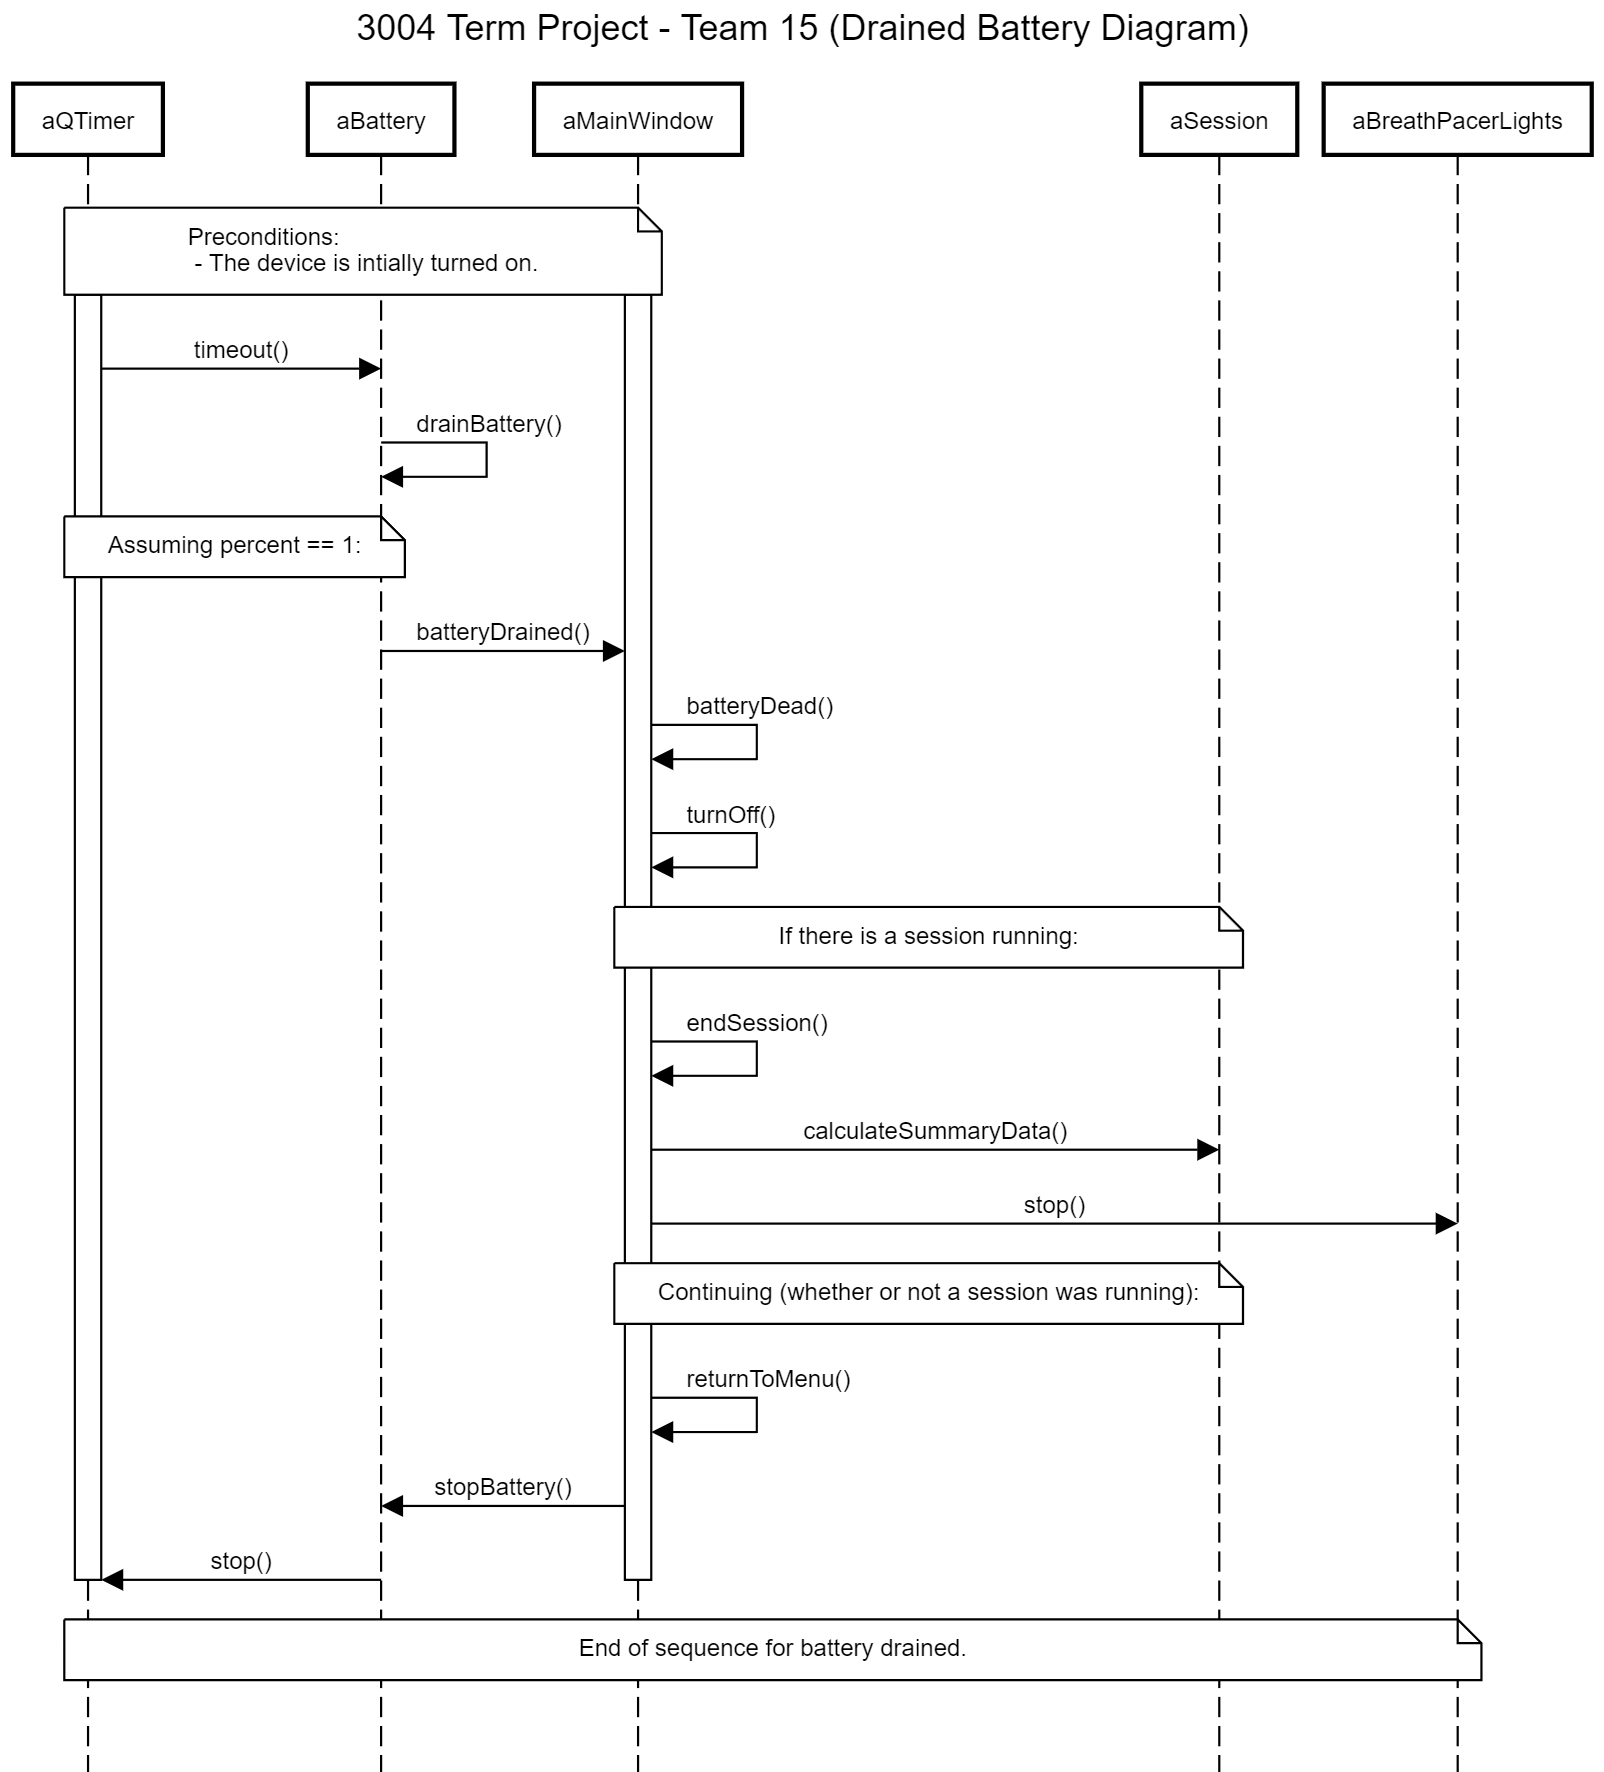 3004 Term Project - Team 15 (Drained Battery Diagram)
aQTimer
aBattery
aMainWindow
aSession
aBreathPacerLights
Preconditions:
- The device is intially turned on.
timeout()
drainBattery()
Assuming percent == 1:
batteryDrained()
batteryDead()
turnOff()
If there is a session running:
endSession()
calculateSummaryData()
stop()
Continuing (whether or not a session was running):
returnToMenu()
stopBattery()
stop()
End of sequence for battery drained.